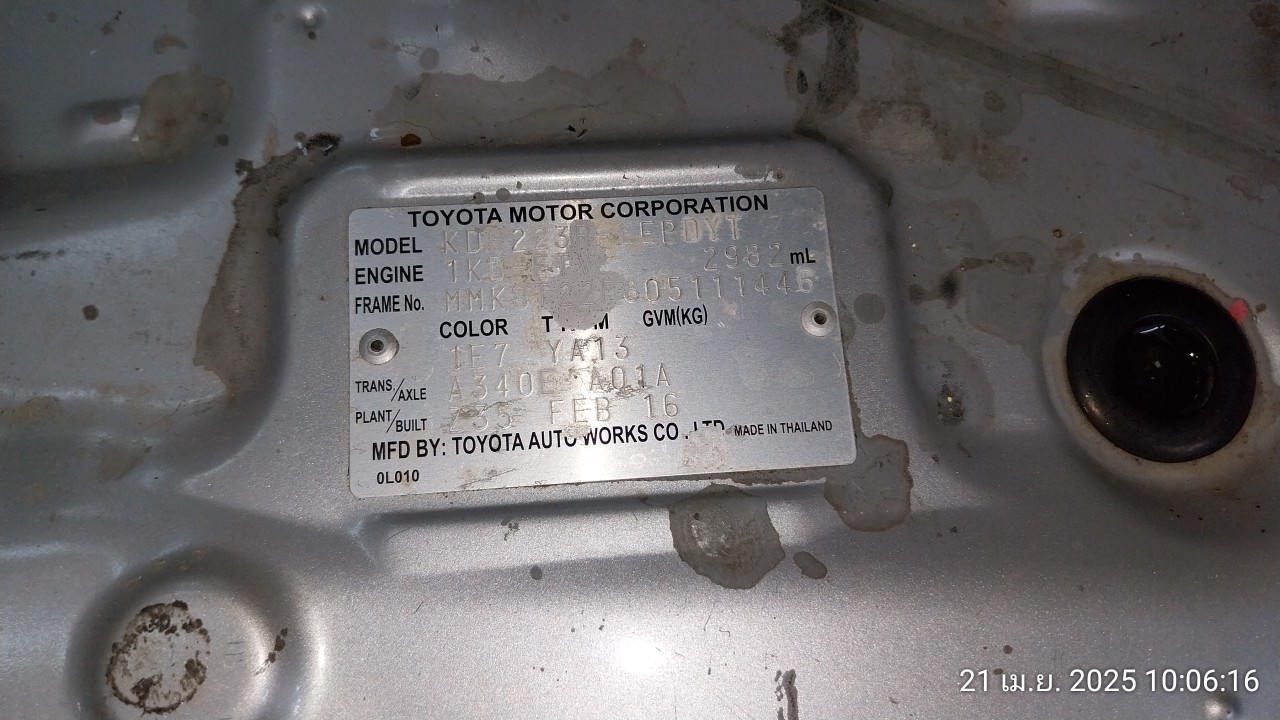 TOYOTA MOTOR CORPORATION
MODEL
ENGINE 2982 mL
FRAME No.
COLOR GVM(KG)
1F7 YA13
TRANS./AXLE A340E A01A
PLANT/BUILT FEB 16
MFD BY: TOYOTA AUTO WORKS CO.,LTD. MADE IN THAILAND
0L010
21 เม.ย. 2025 10:06:16